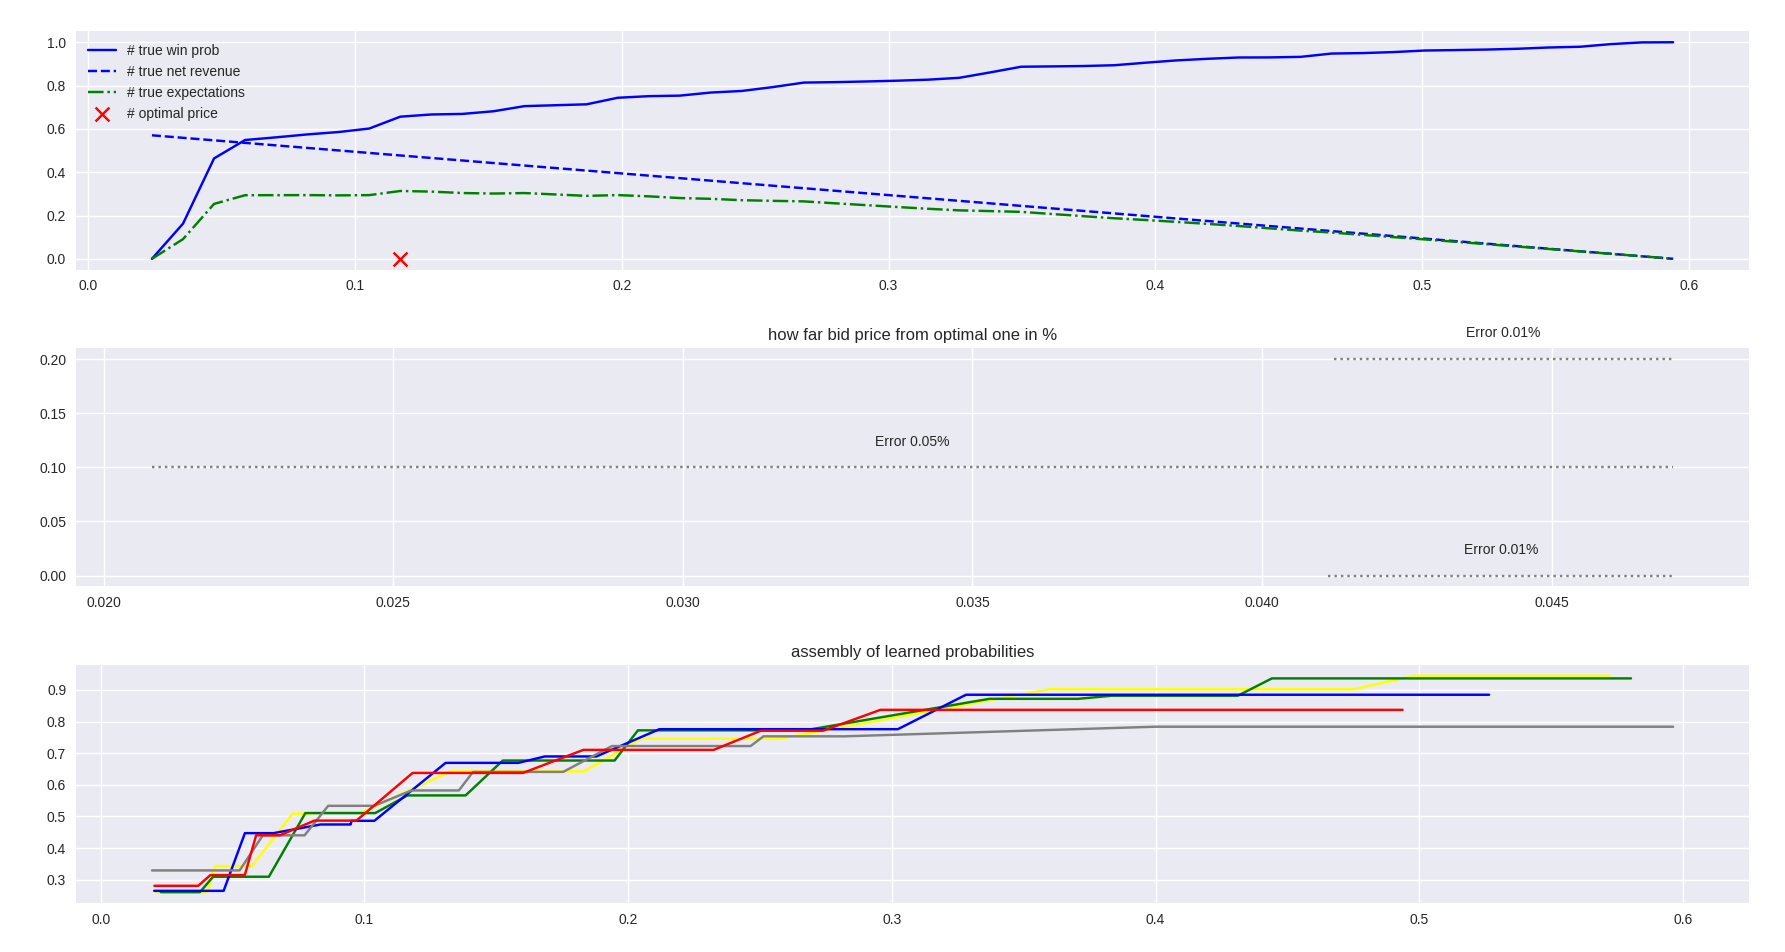 1.0
0.8
0.6
0.4
0.2
0.0
# true win prob
# true net revenue
# true expectations
# optimal price
0.0 0.1 0.2 0.3 0.4 0.5 0.6
how far bid price from optimal one in %
Error 0.01%
0.20
0.15
Error 0.05%
0.10
0.05
Error 0.01%
0.00
0.020 0.025 0.030 0.035 0.040 0.045
assembly of learned probabilities
0.9
0.8
0.7
0.6
0.5
0.4
0.3
0.0 0.1 0.2 0.3 0.4 0.5 0.6